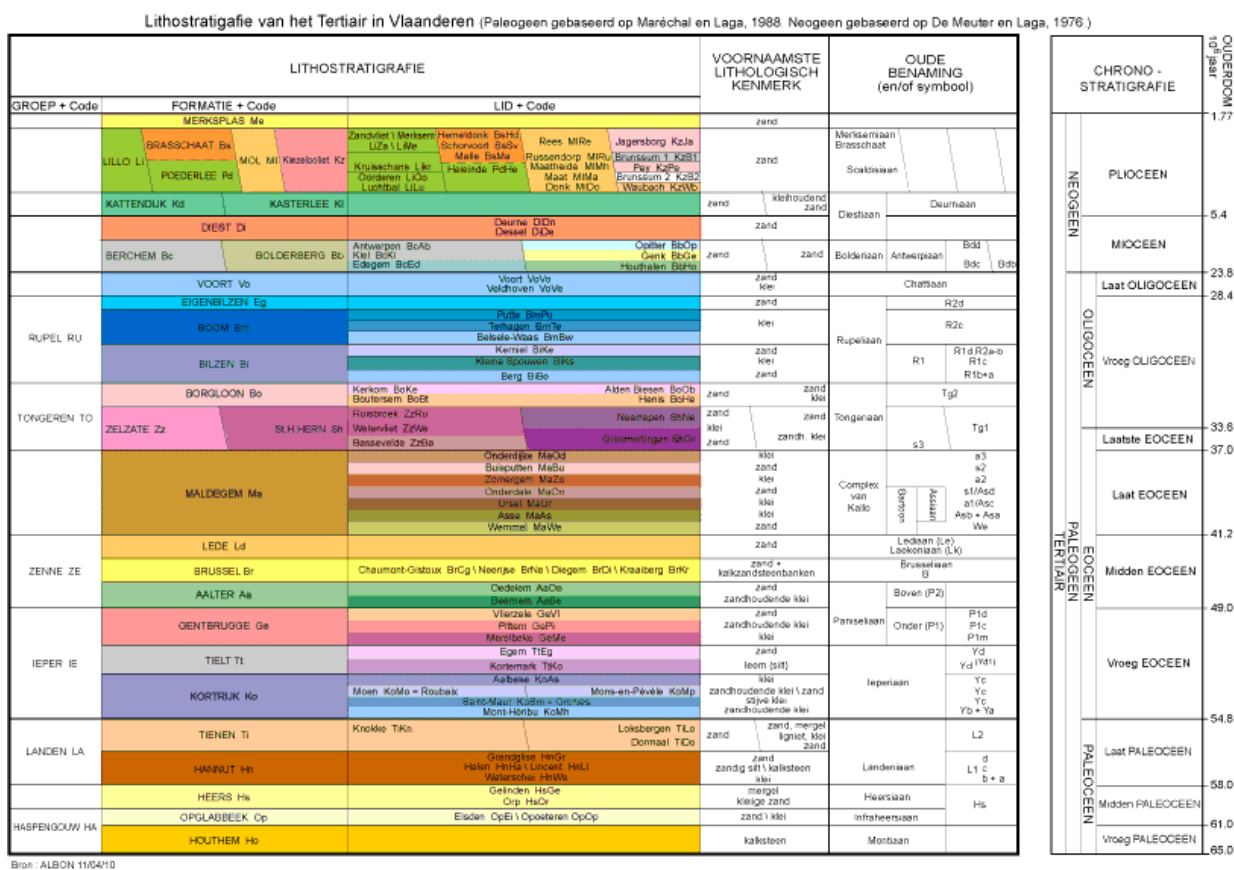 Lithostratigafie van het Tertiair in Vlaanderen (Paleogeen gebaseerd op Maréchal en Laga, 1988. Neogeen gebaseerd op De Meuter en Laga, 1976.)
LITHOSTRATIGRAFIE
VOORNAAMSTE LITHOLOGISCH KENMERK
OUDE BENAMING (en/of symbool)
CHRONO - STRATIGRAFIE
OUDERDOM 10⁶ jaar
GROEP + Code
FORMATIE + Code
LID + Code
MERKSPLAS Me
zand
1.77
LILLO Li
BRASSCHAAT Bs
POEDERLEE Pd
MOL Ml
Kiezeloöliet Kz
Zandvliet \ Merksem
LiZa \ LiMe
Kruisschans LiKr
Oorderen LiOo
Luchtbal LiLu
Hemeldonk BsHd
Schorvoort BsSv
Malle BsMa
Heieinde PdHe
Rees MlRe
Russendorp MlRu
Maatheide MlMh
Maat MlMa
Donk MlDo
Jagersborg KzJa
Brunssum 1 KzB1
Pey KzPe
Brunssum 2 KzB2
Waubach KzWb
zand
Merksemiaan
Brasschaat
Scaldisiaan
KATTENDIJK Kd
KASTERLEE Kl
zand
kleihoudend zand
Diestiaan
Deurniaan
DIEST Di
Deurne DiDn
Dessel DiDe
zand
BERCHEM Bc
BOLDERBERG Bb
Antwerpen BcAb
Kiel BcKi
Edegem BcEd
Opitter BbOp
Genk BbGe
Houthalen BbHo
zand
zand
Bolderiaan
Antwerpiaan
Bdd
Bdc
Bdb
VOORT Vo
Voort VoVo
Veldhoven VoVe
zand
klei
Chattiaan
RUPEL RU
EIGENBILZEN Eg
zand
R2d
BOOM Bm
Putte BmPu
Terhagen BmTe
Belsele-Waas BmBw
klei
Rupeliaan
R2c
BILZEN Bi
Kerniel BiKe
Kleine Spouwen BiKs
Berg BiBe
zand
klei
zand
R1
R1d R2a-b
R1c
R1b+a
TONGEREN TO
BORGLOON Bo
Kerkom BoKe
Boutersem BoBt
Alden Biesen BoOb
Henis BoHe
zand
zand
klei
Tongeriaan
Tg2
ZELZATE Zz
St.H.HERN Sh
Ruisbroek ZzRu
Watervliet ZzWa
Bassevelde ZzBa
Neerrepen ShNe
Grimmertingen ShGr
zand
klei
zand
zand
zandh. klei
Tg1
s3
MALDEGEM Ma
Onderdijke MaOd
Buisputten MaBu
Zomergem MaZo
Onderdale MaOn
Ursel MaUr
Asse MaAs
Wemmel MaWe
klei
zand
klei
zand
klei
klei
zand
Complex van Kallo
Bartoon
Assiaan
a3
s2
a2
s1/Asd
a1/Asc
Asb + Asa
We
ZENNE ZE
LEDE Ld
zand
Lediaan (Le)
Laekeniaan (Lk)
BRUSSEL Br
Chaumont-Gistoux BrCg \ Neerijse BrNe \ Diegem BrDi \ Kraaiberg BrKr
zand +
kalkzandsteenbanken
Brusseliaan
B
AALTER Aa
Oedelem AaOe
Beernem AaBe
zand
zandhoudende klei
Paniseliaan
Boven (P2)
IEPER IE
GENTBRUGGE Ge
Vlierzele GeVl
Pittem GePi
Merelbeke GeMe
zand
zandhoudende klei
klei
Onder (P1)
P1d
P1c
P1m
TIELT Tt
Egem TtEg
Kortemark TtKo
zand
leem (silt)
Ieperiaan
Yd
Yd (Yd1)
KORTRIJK Ko
Aalbeke KoAa
Moen KoMo = Roubaix
Mons-en-Pévèle KoMp
Saint-Maur KoSm = Orchies
Mont-Héribu KoMh
klei
zandhoudende klei \ zand
stijve klei
zandhoudende klei
Yc
Yc
Yc
Yb + Ya
LANDEN LA
TIENEN Ti
Knokke TiKn
Loksbergen TiLo
Dormaal TiDo
zand
zand, mergel
ligniet, klei
zand
Landeniaan
L2
HANNUT Hn
Grandglise HnGr
Halen HnHa \ Lincent HnLi
Waterschei HnWa
zand
zandig silt \ kalksteen
klei
L1
d
c
b + a
HASPENGOUW HA
HEERS Hs
Gelinden HsGe
Orp HsOr
mergel
kleiige zand
Heersiaan
Hs
OPGLABBEEK Op
Eisden OpEi \ Opoeteren OpOp
zand \ klei
Infraheersiaan
HOUTHEM Ho
kalksteen
Montiaan
TERTIAIR
NEOGEEN
PALEOGEEN
PLIOCEEN
5.4
MIOCEEN
23.8
OLIGOCEEN
Laat OLIGOCEEN
28.4
Vroeg OLIGOCEEN
33.6
EOCEEN
Laatste EOCEEN
37.0
Laat EOCEEN
41.2
Midden EOCEEN
49.0
Vroeg EOCEEN
54.8
PALEOCEEN
Laat PALEOCEEN
58.0
Midden PALEOCEEN
61.0
Vroeg PALEOCEEN
65.0
Bron : ALBON 11/04/10